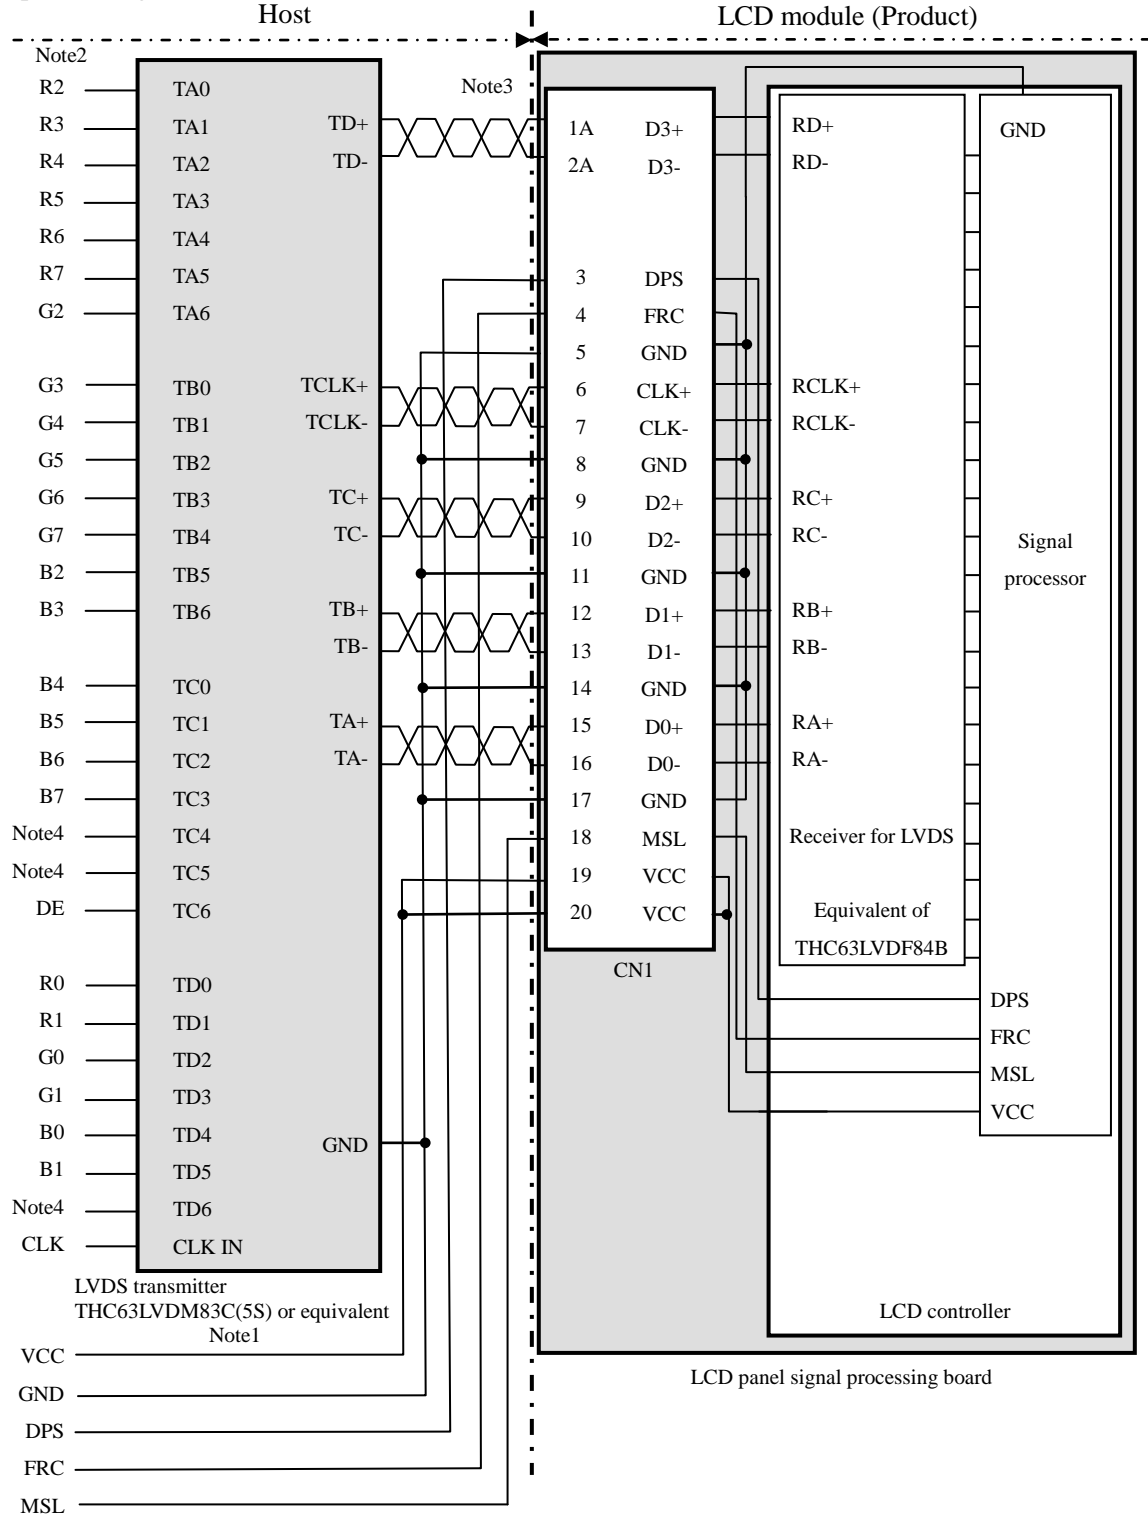 Host
LCD module (Product)
Note2
R2 TA0
R3 TA1 TD+
R4 TA2 TD-
R5 TA3
R6 TA4
R7 TA5
G2 TA6
G3 TB0 TCLK+
G4 TB1 TCLK-
G5 TB2
G6 TB3 TC+
G7 TB4 TC-
B2 TB5
B3 TB6 TB+
TB-
B4 TC0
B5 TC1 TA+
B6 TC2 TA-
B7 TC3
Note4 TC4
Note4 TC5
DE TC6
R0 TD0
R1 TD1
G0 TD2
G1 TD3
B0 TD4
GND
B1 TD5
Note4 TD6
CLK CLK IN
LVDS transmitter
THC63LVDM83C(5S) or equivalent
Note1
VCC
GND
DPS
FRC
MSL
Note3
1A D3+
2A D3-
3 DPS
4 FRC
5 GND
6 CLK+
7 CLK-
8 GND
9 D2+
10 D2-
11 GND
12 D1+
13 D1-
14 GND
15 D0+
16 D0-
17 GND
18 MSL
19 VCC
20 VCC
CN1
RD+
RD-
RCLK+
RCLK-
RC+
RC-
RB+
RB-
RA+
RA-
Receiver for LVDS
Equivalent of
THC63LVDF84B
GND
Signal
processor
DPS
FRC
MSL
VCC
LCD controller
LCD panel signal processing board